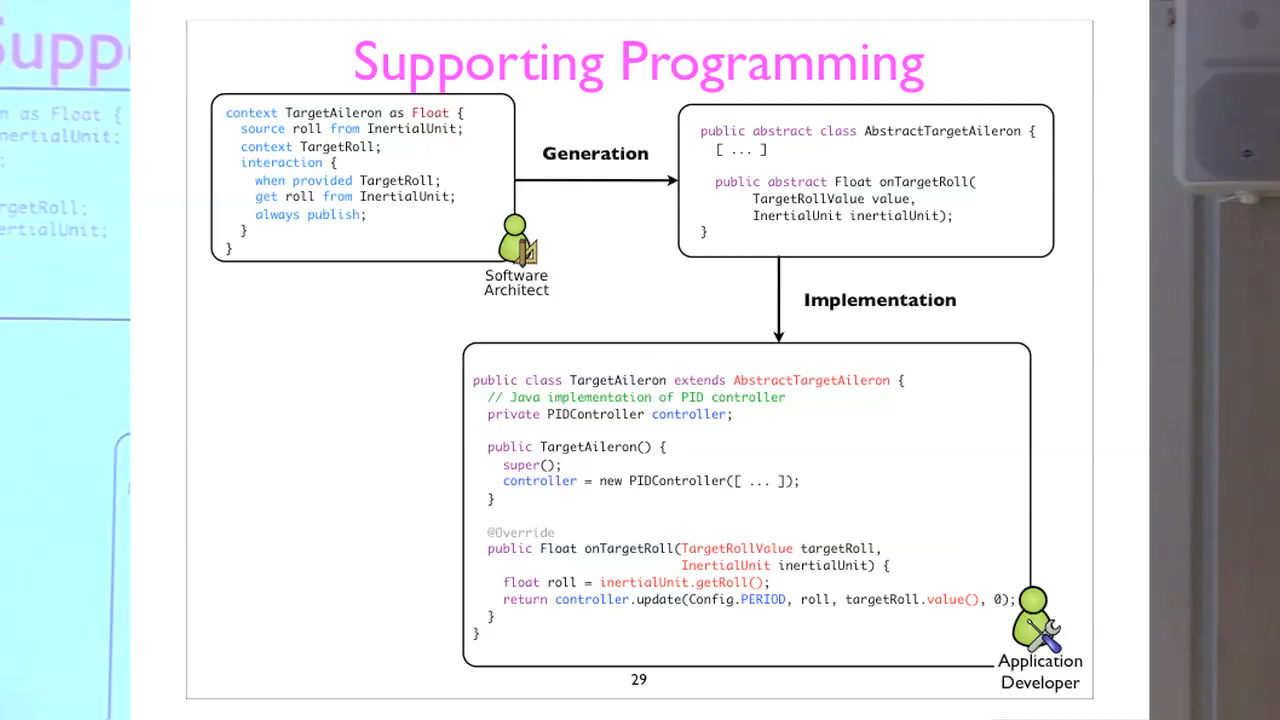 Supporting Programming
context TargetAileron as Float {
source roll from InertialUnit;
context TargetRoll;
interaction {
when provided TargetRoll;
get roll from InertialUnit;
always publish;
}
}
Software
Architect
Generation
public abstract class AbstractTargetAileron {
[ ... ]
public abstract Float onTargetRoll(
TargetRollValue value,
InertialUnit inertialUnit);
}
Implementation
public class TargetAileron extends AbstractTargetAileron {
// Java implementation of PID controller
private PIDController controller;
public TargetAileron() {
super();
controller = new PIDController([ ... ]);
}
@Override
public Float onTargetRoll(TargetRollValue targetRoll,
InertialUnit inertialUnit) {
float roll = inertialUnit.getRoll();
return controller.update(Config.PERIOD, roll, targetRoll.value(), 0);
}
}
Application
Developer
29
Suppo
n as Float {
nertialUnit;
;
rgetRoll;
ertialUnit;